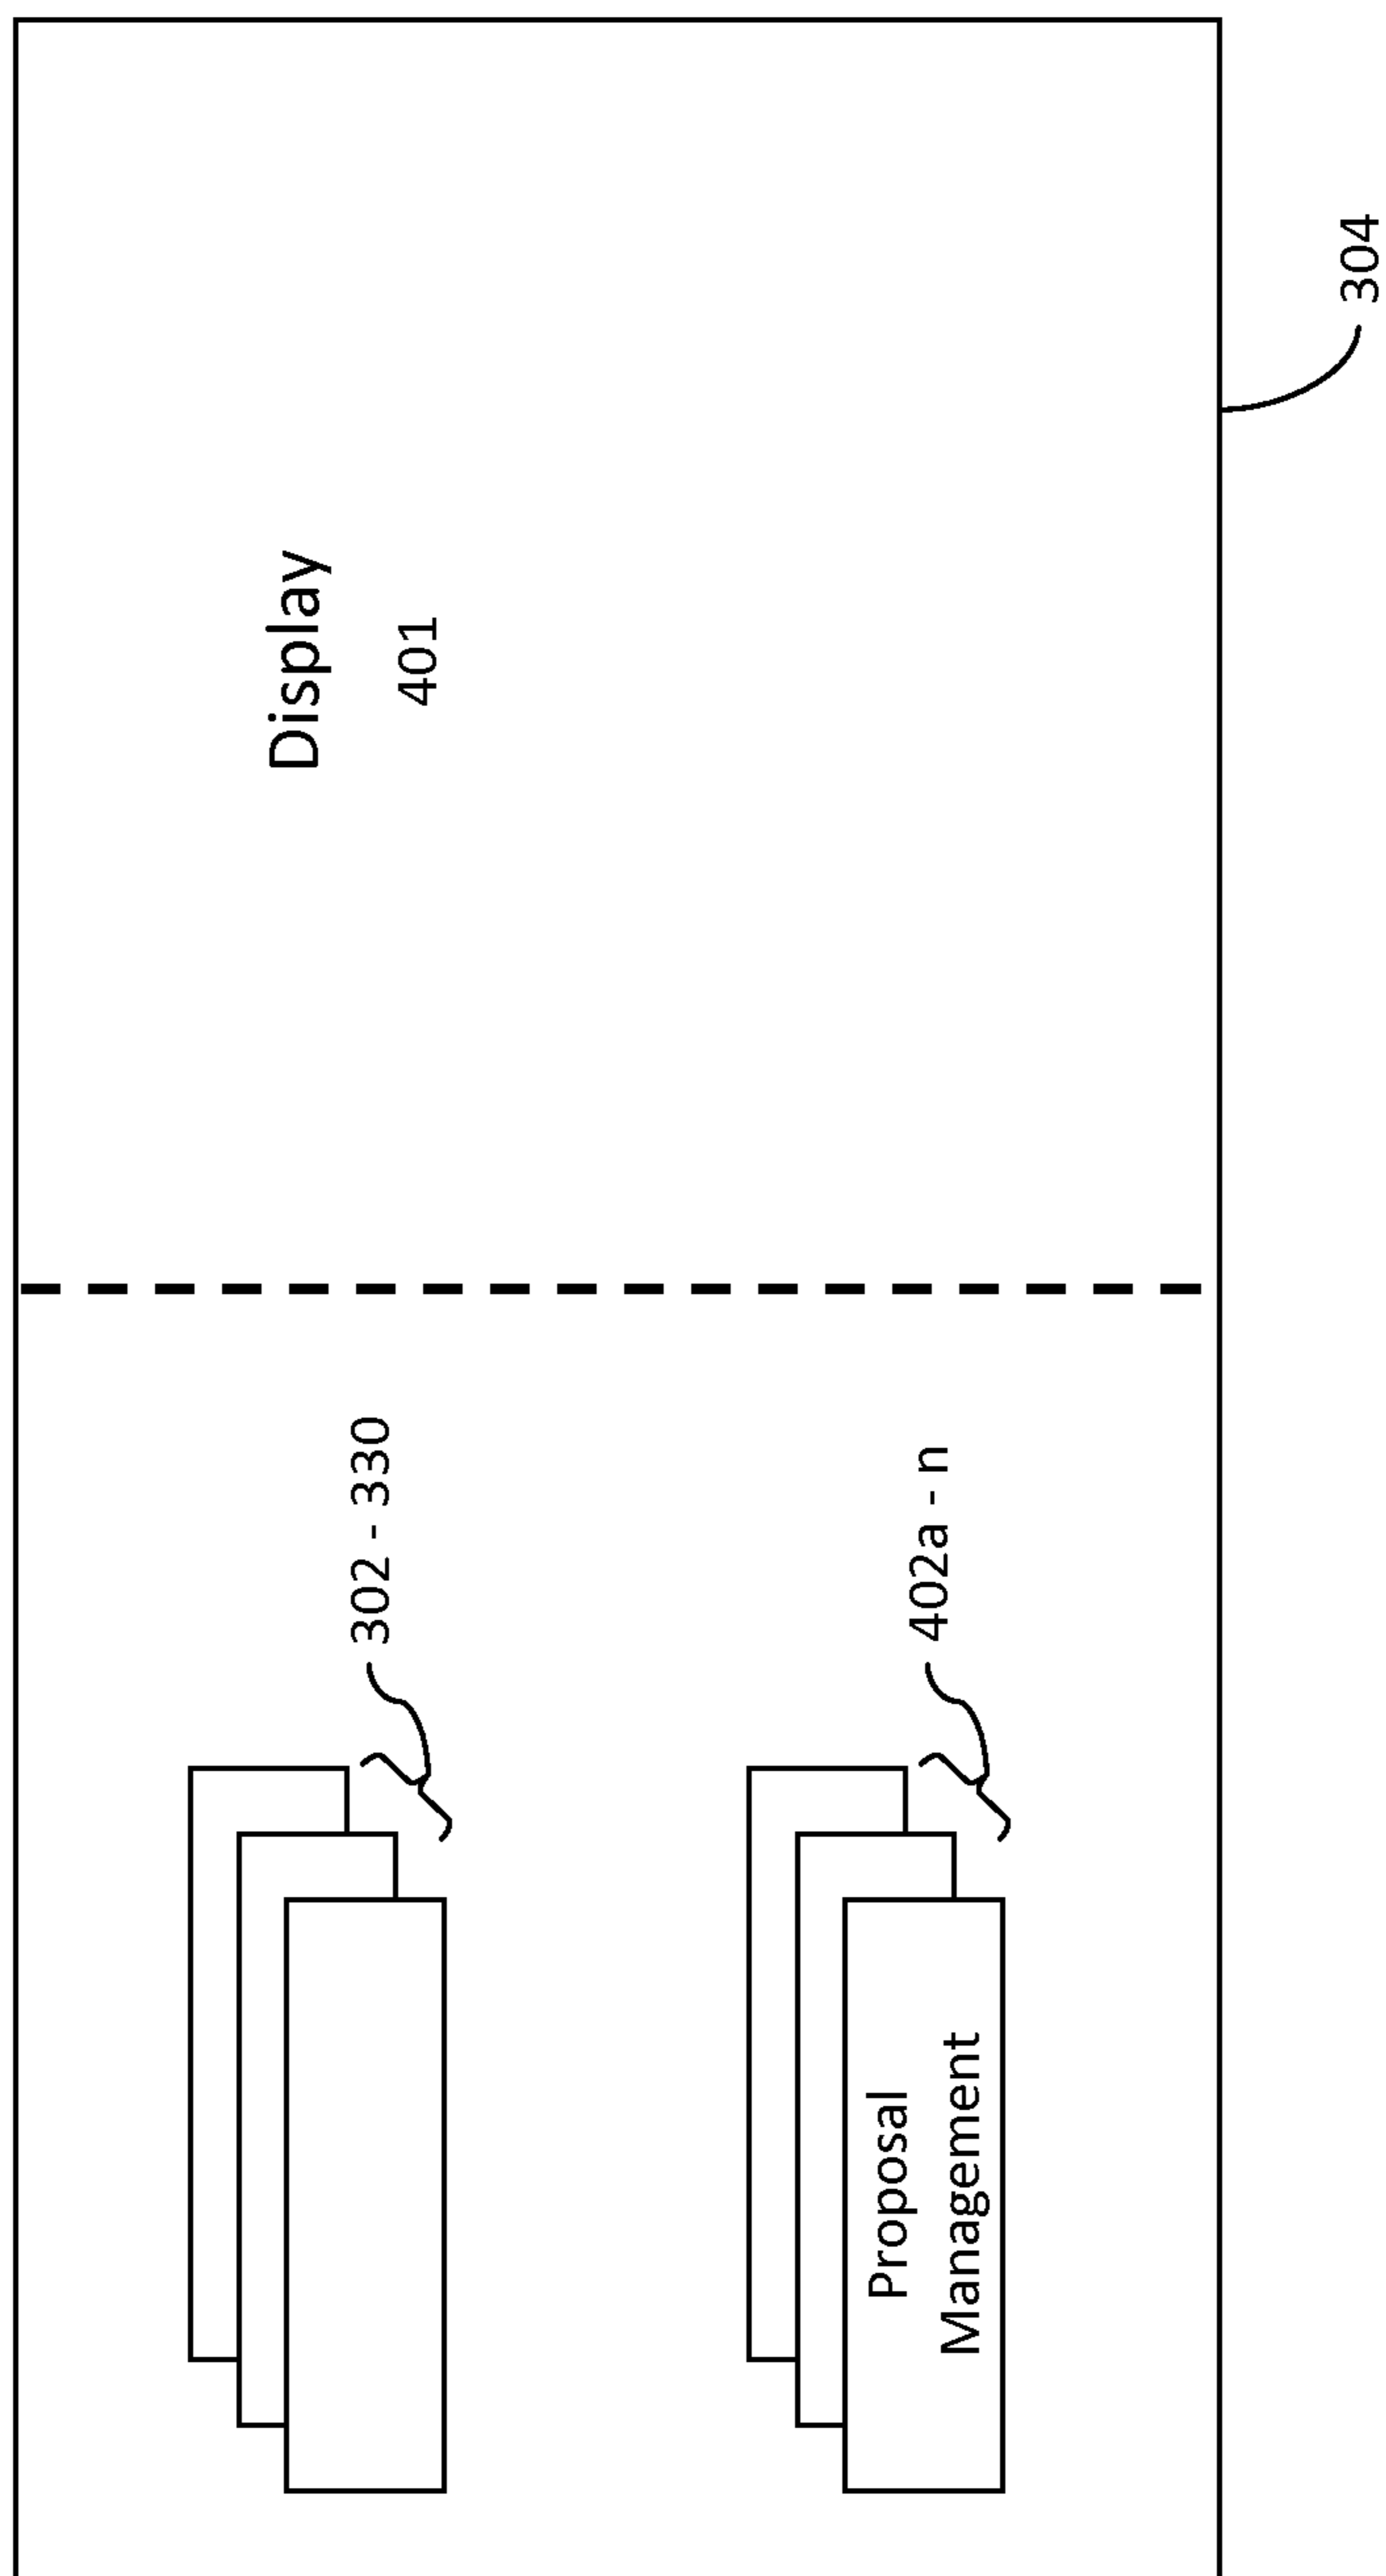 302 - 330
Display
401
Proposal
Management
402a - n
304